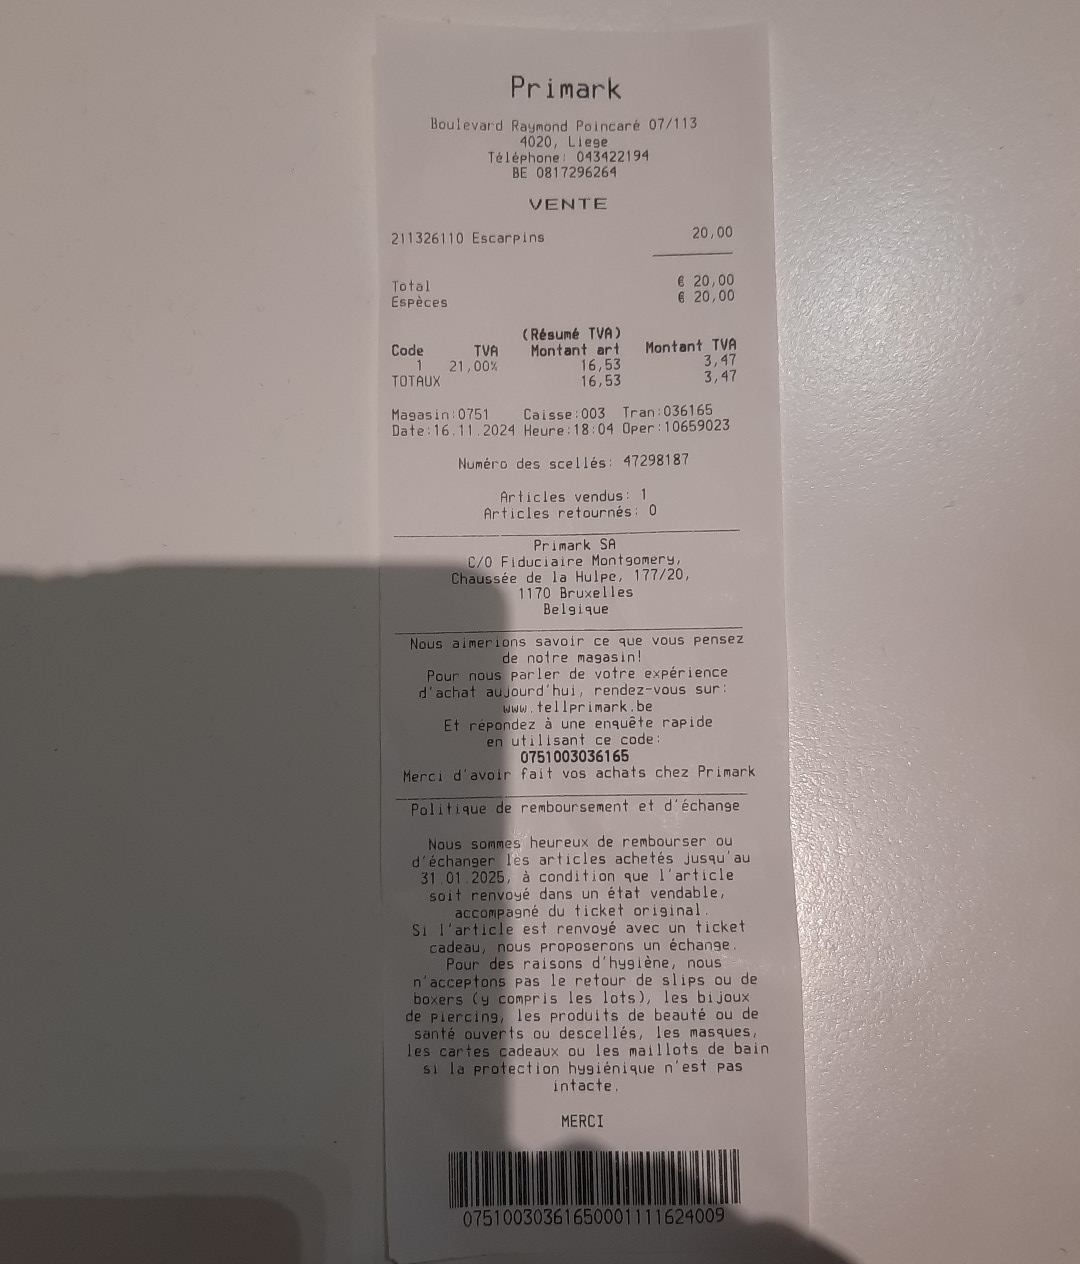 Primark
Boulevard Raymond Poincaré 07/113
4020, Liege
Téléphone: 043422194
BE 0817296264
VENTE
211326110 Escarpins 20,00
Total € 20,00
Espèces € 20,00
(Résumé TVA)
Code TVA Montant art Montant TVA
1 21,00% 16,53 3,47
TOTAUX 16,53 3,47
Magasin:0751 Caisse:003 Tran:036165
Date:16.11.2024 Heure:18:04 Oper:10659023
Numéro des scellés: 47298187
Articles vendus: 1
Articles retournés: 0
Primark SA
C/O Fiduciaire Montgomery,
Chaussée de la Hulpe, 177/20,
1170 Bruxelles
Belgique
Nous aimerions savoir ce que vous pensez
de notre magasin!
Pour nous parler de votre expérience
d'achat aujourd'hui, rendez-vous sur:
www.tellprimark.be
Et répondez à une enquête rapide
en utilisant ce code:
0751003036165
Merci d'avoir fait vos achats chez Primark
Politique de remboursement et d'échange
Nous sommes heureux de rembourser ou
d'échanger les articles achetés jusqu'au
31.01.2025, à condition que l'article
soit renvoyé dans un état vendable,
accompagné du ticket original.
Si l'article est renvoyé avec un ticket
cadeau, nous proposerons un échange.
Pour des raisons d'hygiène, nous
n'acceptons pas le retour de slips ou de
boxers (y compris les lots), les bijoux
de piercing, les produits de beauté ou de
santé ouverts ou descellés, les masques,
les cartes cadeaux ou les maillots de bain
si la protection hygiénique n'est pas
intacte.
MERCI
07510030361650001111624009